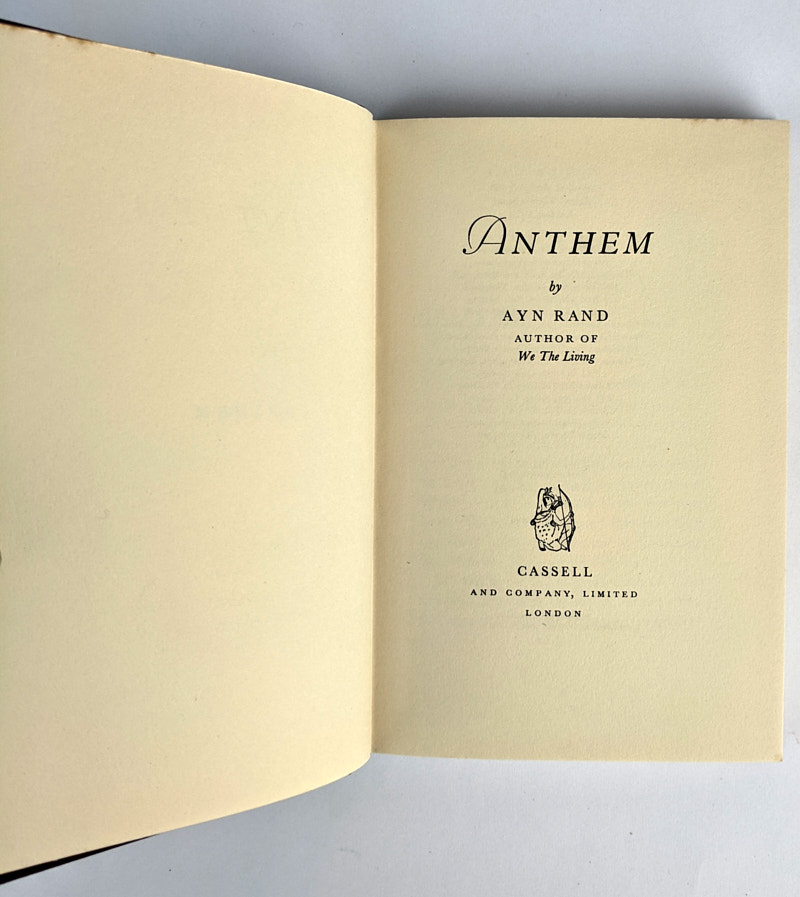 ANTHEM
by
AYN RAND
AUTHOR OF
We The Living
CASSELL
AND COMPANY, LIMITED
LONDON